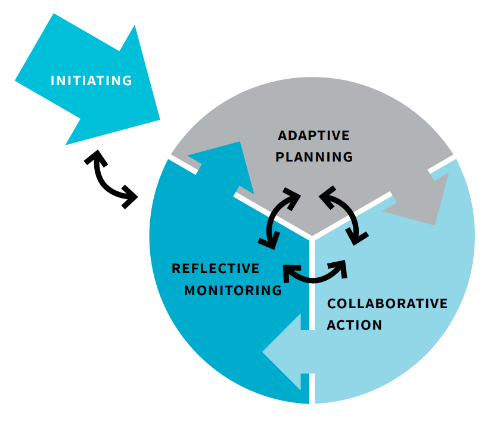 INITIATING
ADAPTIVE
PLANNING
REFLECTIVE
MONITORING
COLLABORATIVE
ACTION